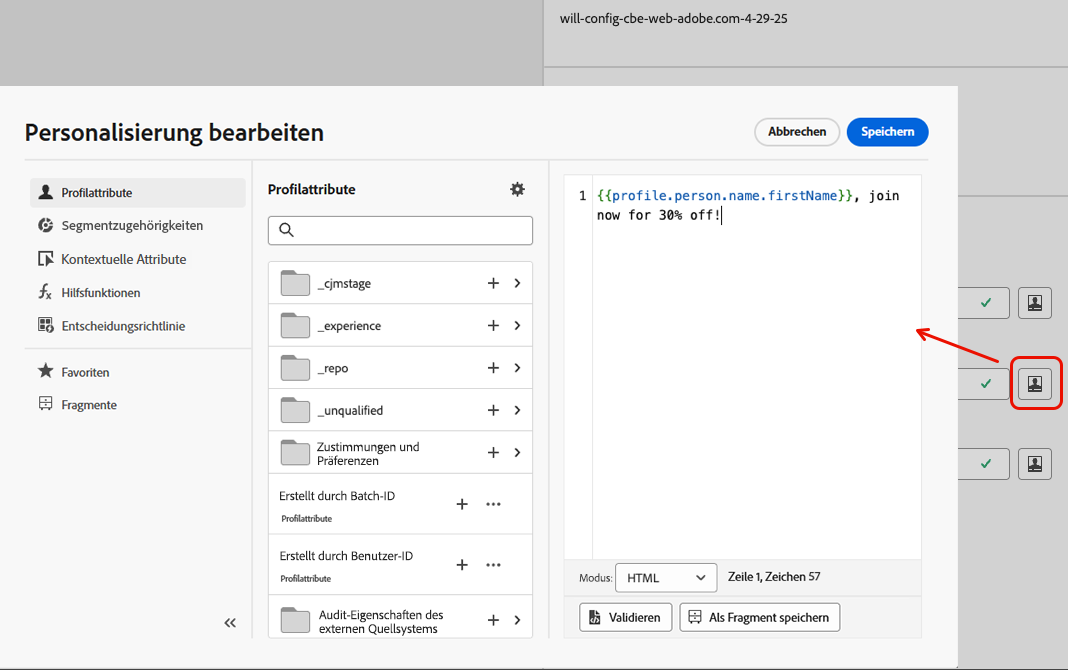 will-config-cbe-web-adobe.com-4-29-25
Personalisierung bearbeiten
Abbrechen
Speichern
Profilattribute
Segmentzugehörigkeiten
Kontextuelle Attribute
Hilfsfunktionen
Entscheidungsrichtlinie
Favoriten
Fragmente
Profilattribute
_cjmstage
_experience
_repo
_unqualified
Zustimmungen und
Präferenzen
Erstellt durch Batch-ID
Profilattribute
Erstellt durch Benutzer-ID
Profilattribute
Audit-Eigenschaften des
externen Quellsystems
1 {{profile.person.name.firstName}}, join
now for 30% off!
Modus: HTML Zeile 1, Zeichen 57
Validieren
Als Fragment speichern